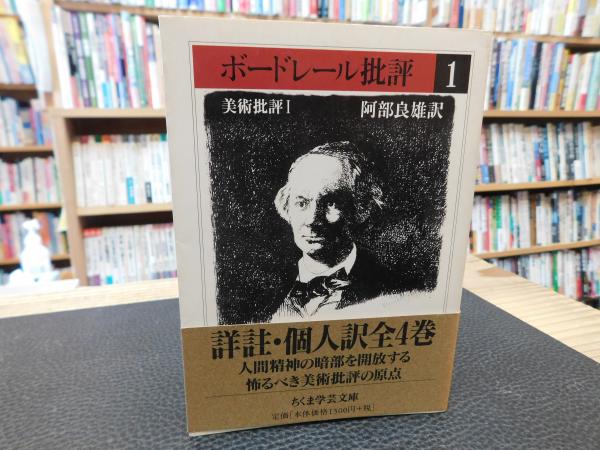 ボードレール批評 1
美術批評Ⅰ 阿部良雄訳
詳註・個人訳全4巻
人間精神の暗部を開放する
怖るべき美術批評の原点
ちくま学芸文庫
定価[本体価格1500円+税]